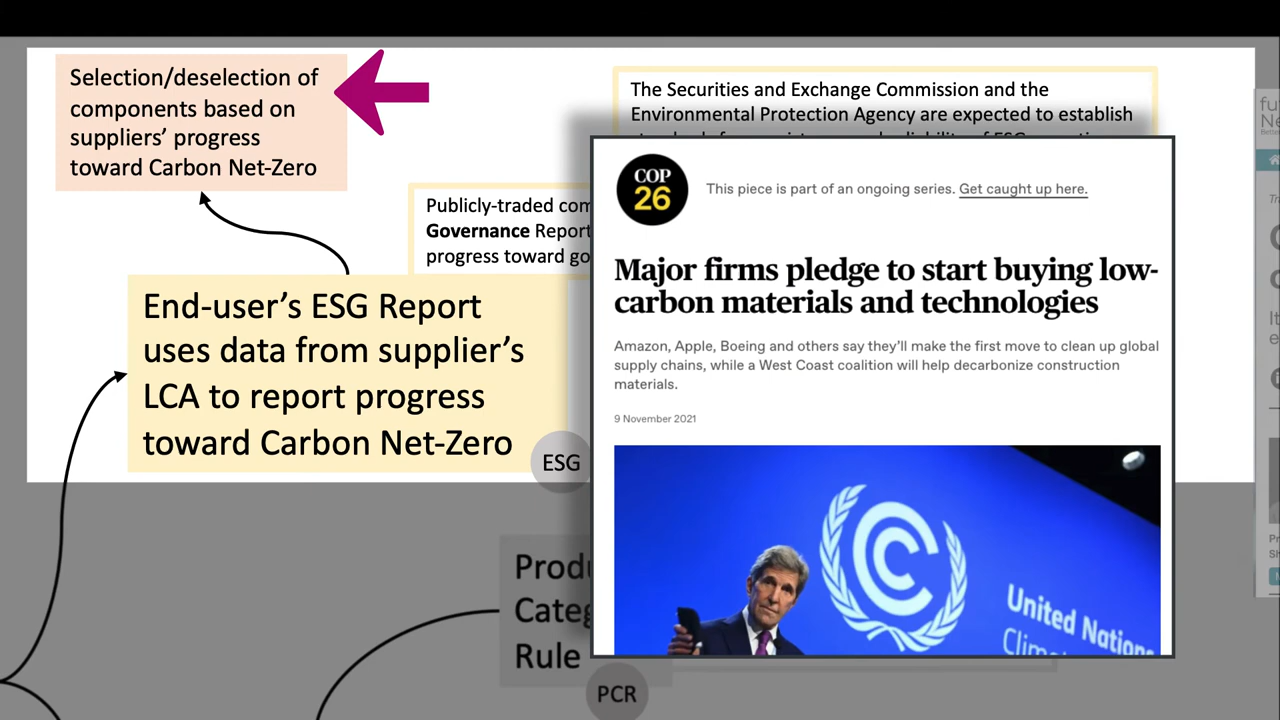 Selection/deselection of
components based on
suppliers' progress
toward Carbon Net-Zero
The Securities and Exchange Commission and the
Environmental Protection Agency are expected to establish
Publicly-traded com
Governance Report
progress toward go
End-user's ESG Report
uses data from supplier's
LCA to report progress
toward Carbon Net-Zero
ESG
COP
26
This piece is part of an ongoing series. Get caught up here.
Major firms pledge to start buying low-
carbon materials and technologies
Amazon, Apple, Boeing and others say they'll make the first move to clean up global
supply chains, while a West Coast coalition will help decarbonize construction
materials.
9 November 2021
United Nations
Climate
Produ
Categ
Rule
PCR